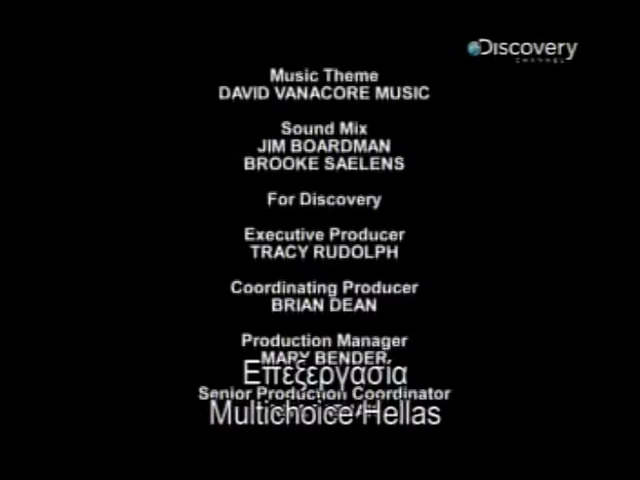 Discovery
CHANNEL
Music Theme
DAVID VANACORE MUSIC
Sound Mix
JIM BOARDMAN
BROOKE SAELENS
For Discovery
Executive Producer
TRACY RUDOLPH
Coordinating Producer
BRIAN DEAN
Production Manager
MARY BENDER
Επεξεργασία
Senior Production Coordinator
Multichoice Hellas